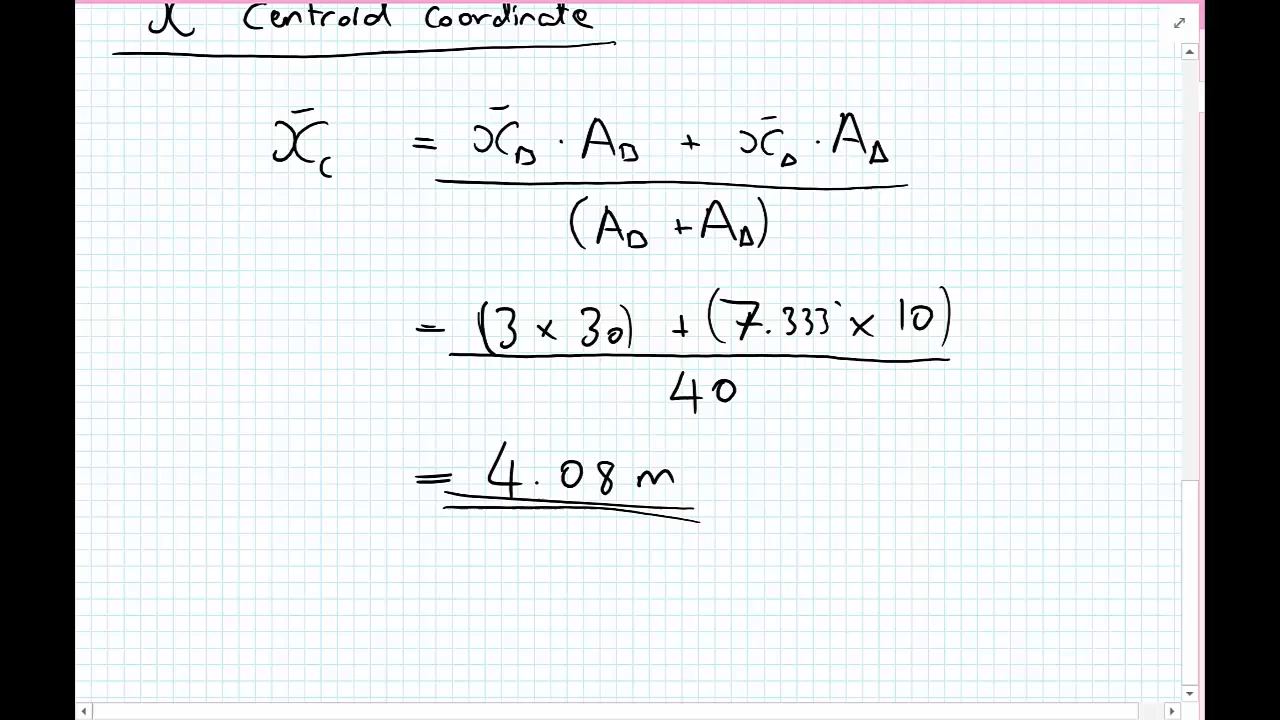 x Centroid Coordinate
x̄c = x̄▭ · A▭ + x̄△ · A△
(A▭ + A△)
= (3 × 30) + (7.333˙ × 10)
40
= 4.08 m